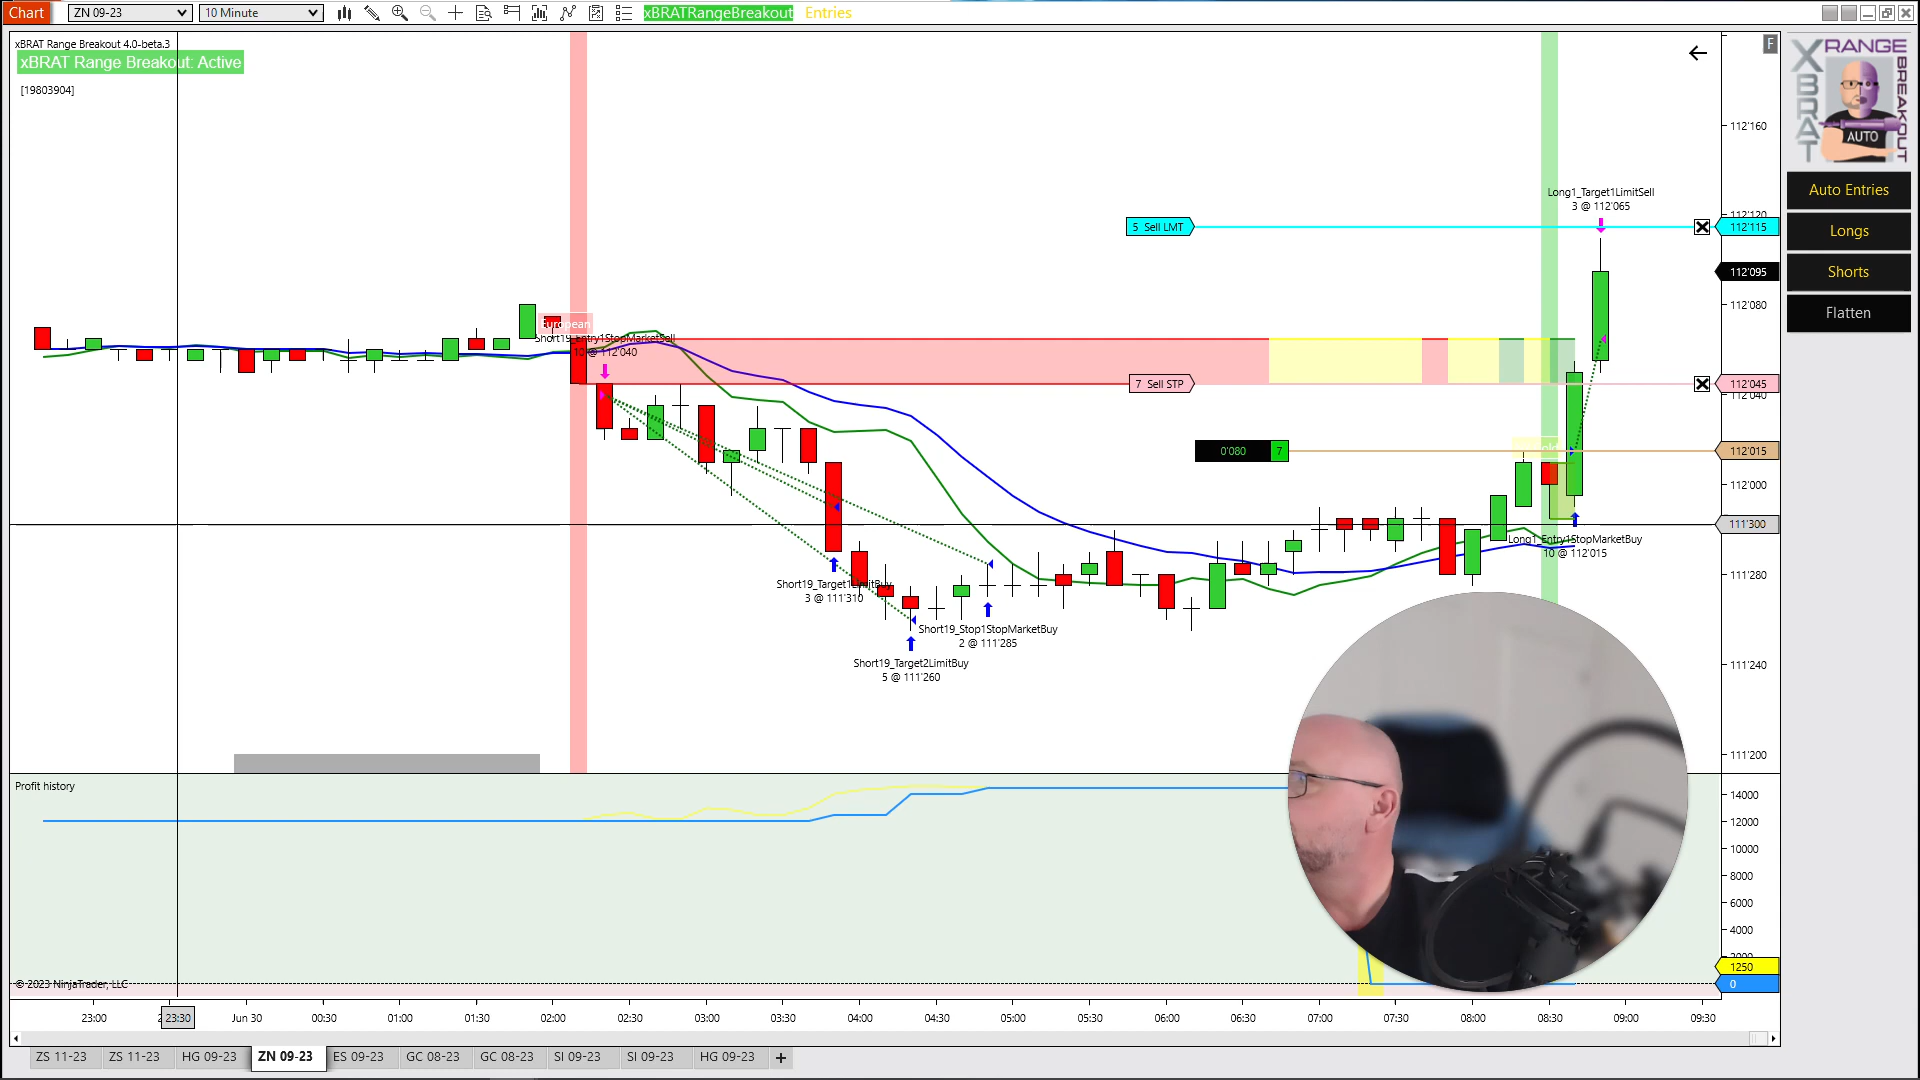 Chart
ZN 09-23
10 Minute
xBRATRangeBreakout
Entries
xBRAT Range Breakout 4.0-beta.3
xBRAT Range Breakout: Active
[19803904]
F
XRANGE
XBRAT
BREAKOUT
AUTO
Auto Entries
Longs
Shorts
Flatten
112'160
112'120
112'115
112'095
112'080
112'045
112'040
112'015
112'000
111'300
111'280
111'240
111'200
Long1_Target1LimitSell
3 @ 112'065
5 Sell LMT
European
Short19_Entry1StopMarketSell
10 @ 112'040
7 Sell STP
0'080
7
Long1_Entry1StopMarketBuy
10 @ 112'015
Short19_Target1LimitBuy
3 @ 111'310
Short19_Stop1StopMarketBuy
2 @ 111'285
Short19_Target2LimitBuy
5 @ 111'260
Profit history
14000
12000
10000
8000
6000
4000
2000
1250
0
© 2023 NinjaTrader, LLC
23:00
23:30
Jun 30
00:30
01:00
01:30
02:00
02:30
03:00
03:30
04:00
04:30
05:00
05:30
06:00
06:30
07:00
07:30
08:00
08:30
09:00
09:30
ZS 11-23
ZS 11-23
HG 09-23
ZN 09-23
ES 09-23
GC 08-23
GC 08-23
SI 09-23
SI 09-23
HG 09-23
+